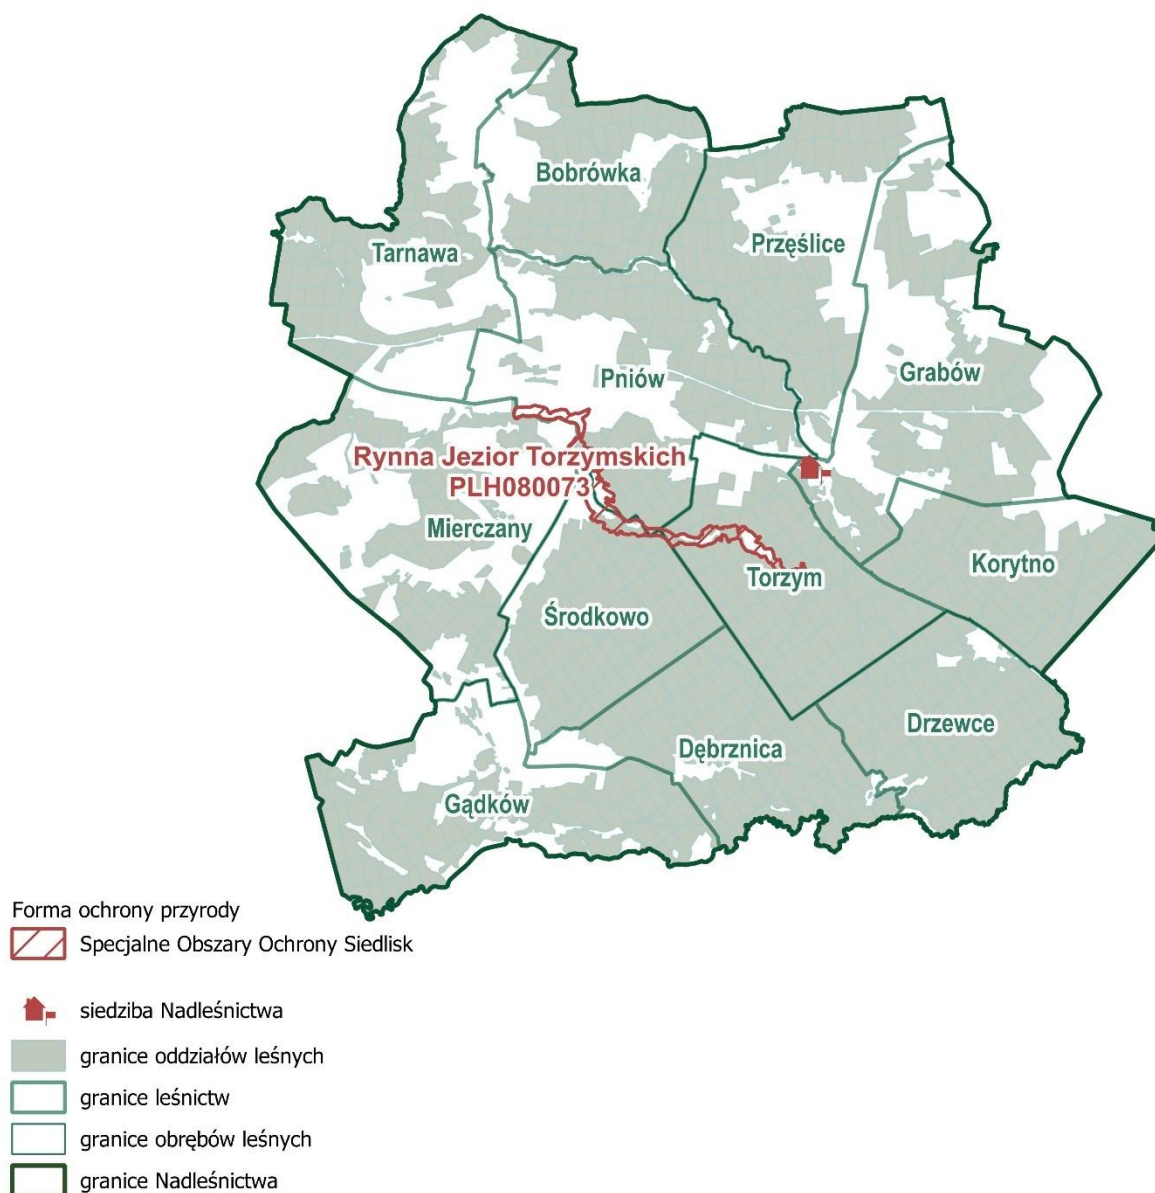 Bobrówka
Przęślice
Tarnawa
Grabów
Pniów
Rynna Jezior Torzymskich
PLH080073
Mierczany
Korytno
Torzym
Środkowo
Drzewce
Dębrznica
Gądków
Forma ochrony przyrody
Specjalne Obszary Ochrony Siedlisk
siedziba Nadleśnictwa
granice oddziałów leśnych
granice leśnictw
granice obrębów leśnych
granice Nadleśnictwa